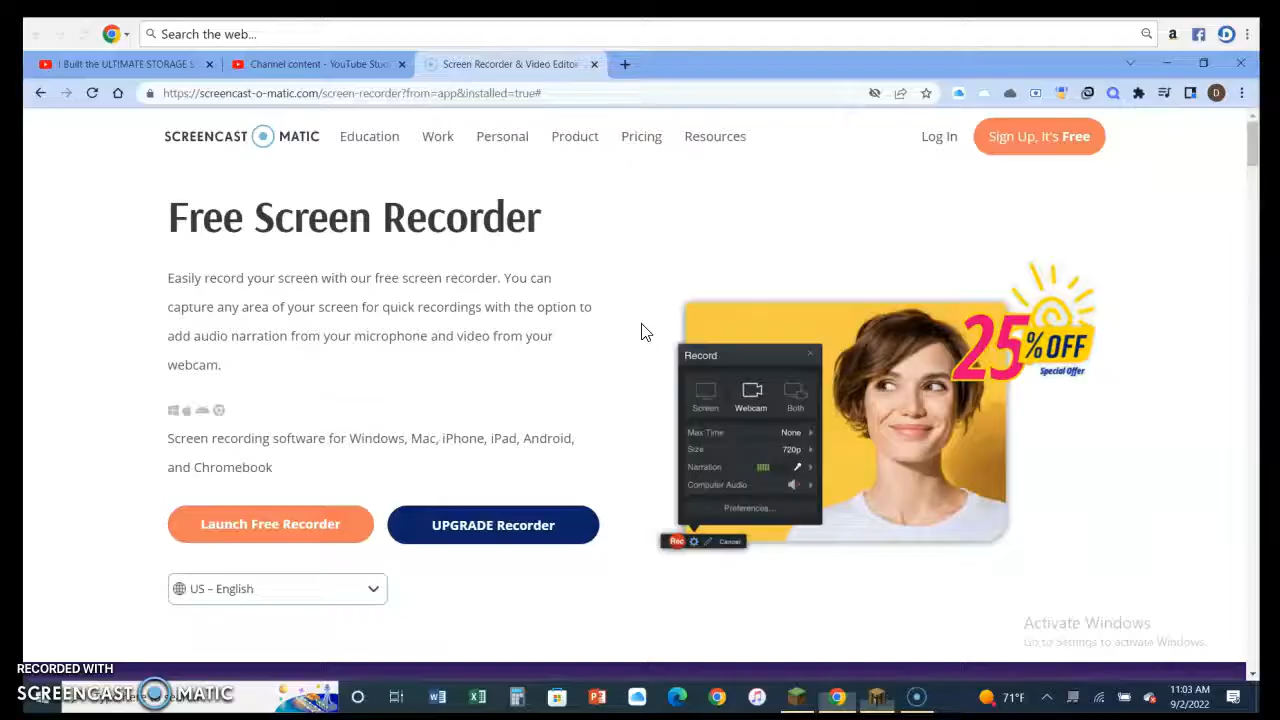 Search the web...
I Built the ULTIMATE STORAGE S
Channel content - YouTube Stud
Screen Recorder & Video Editor
https://screencast-o-matic.com/screen-recorder?from=app&installed=true#
D
SCREENCAST MATIC
Education
Work
Personal
Product
Pricing
Resources
Log In
Sign Up, It's Free
Free Screen Recorder
Easily record your screen with our free screen recorder. You can
capture any area of your screen for quick recordings with the option to
add audio narration from your microphone and video from your
webcam.
Screen recording software for Windows, Mac, iPhone, iPad, Android,
and Chromebook
Launch Free Recorder
UPGRADE Recorder
US – English
25% OFF
Special Offer
Record
Screen
Webcam
Both
Max Time None
Size 720p
Narration
Computer Audio
Preferences...
Rec
Cancel
Activate Windows
Go to Settings to activate Windows.
RECORDED WITH
SCREENCAST MATIC
71°F
11:03 AM
9/2/2022